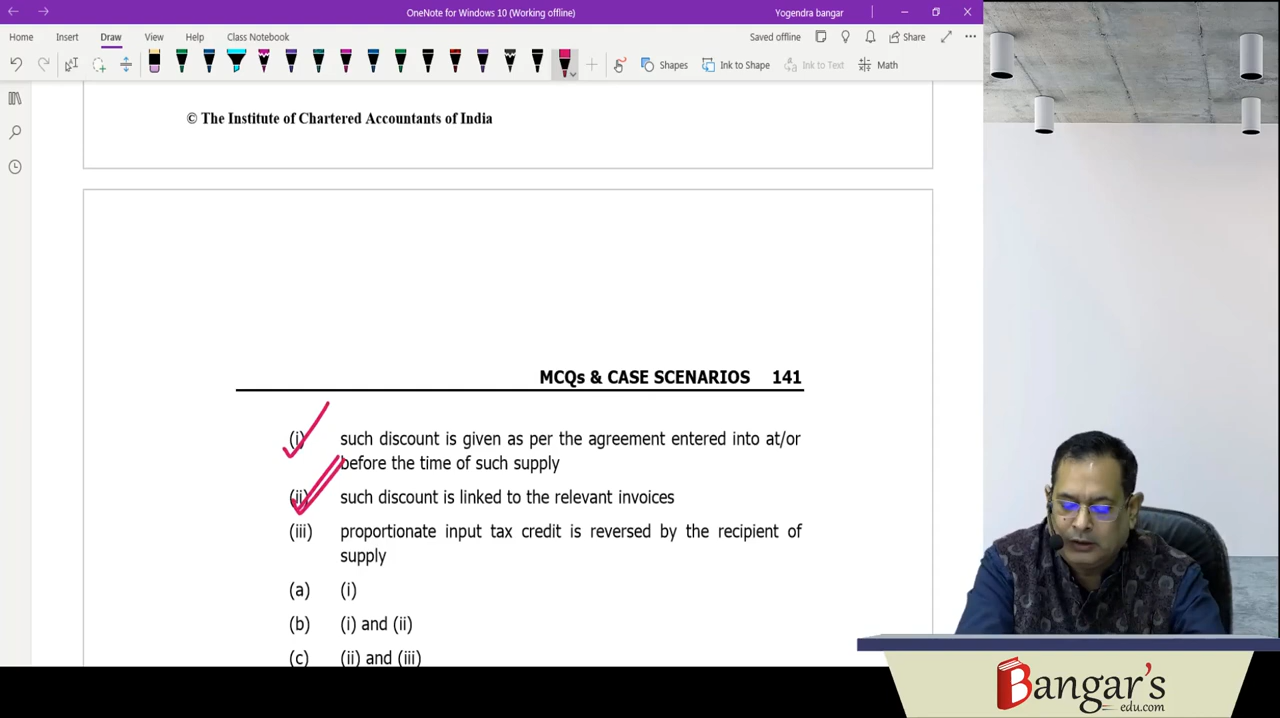 OneNote for Windows 10 (Working offline)
Yogendra bangar
Home Insert Draw View Help Class Notebook
Saved offline
Share
Shapes
Ink to Shape
Ink to Text
Math
© The Institute of Chartered Accountants of India
MCQs & CASE SCENARIOS 141
(i) such discount is given as per the agreement entered into at/or
before the time of such supply
(ii) such discount is linked to the relevant invoices
(iii) proportionate input tax credit is reversed by the recipient of
supply
(a) (i)
(b) (i) and (ii)
(c) (ii) and (iii)
Bangar's
edu.com